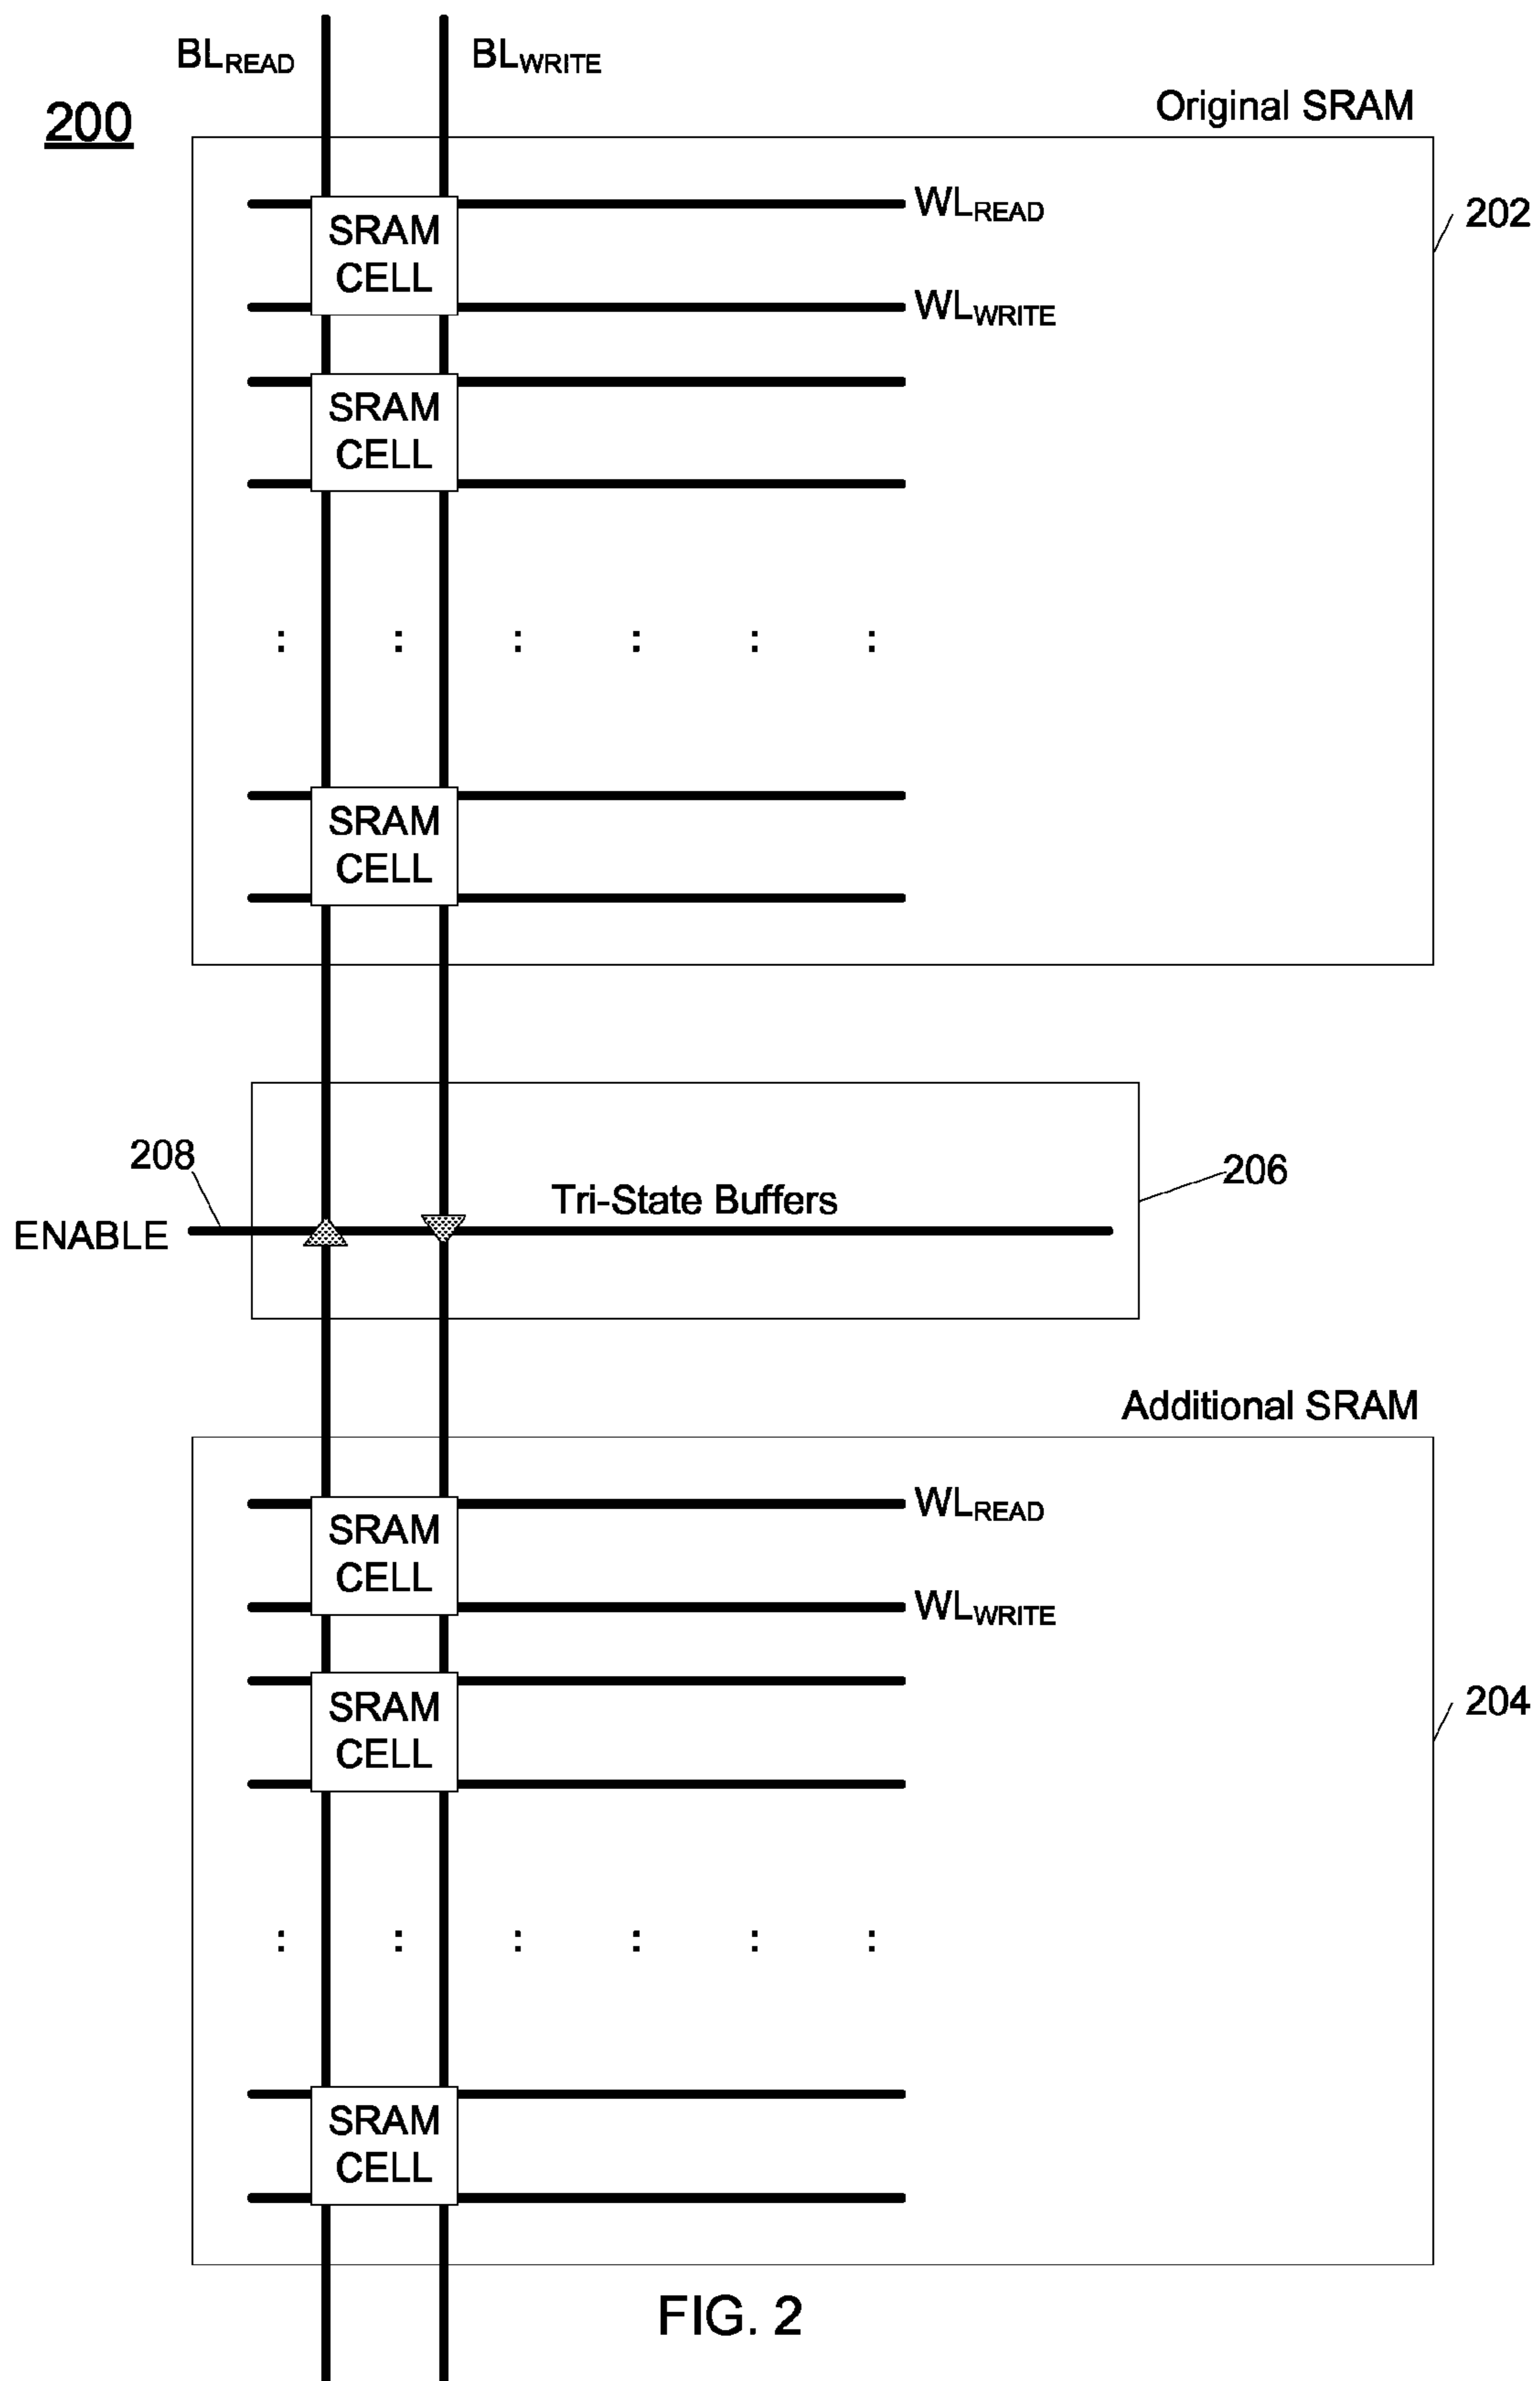 BLREAD
BLWRITE
200
Original SRAM
WLREAD
202
SRAM
CELL
WLWRITE
SRAM
CELL
: : : : : :
SRAM
CELL
208
206
Tri-State Buffers
ENABLE
Additional SRAM
WLREAD
SRAM
CELL
WLWRITE
SRAM
CELL
204
: : : : : :
SRAM
CELL
FIG. 2